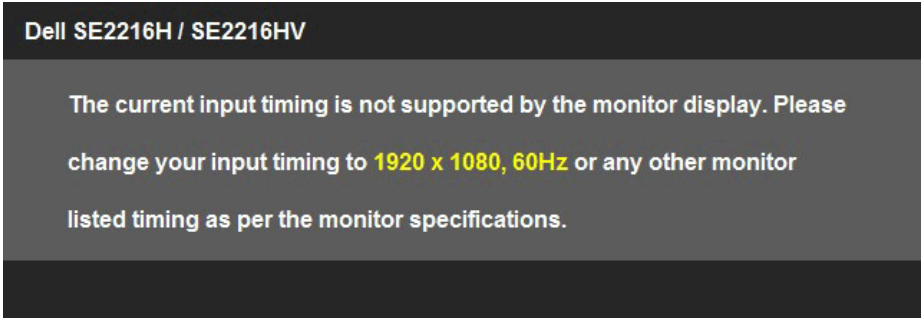 Dell SE2216H / SE2216HV
The current input timing is not supported by the monitor display. Please
change your input timing to 1920 x 1080, 60Hz or any other monitor
listed timing as per the monitor specifications.